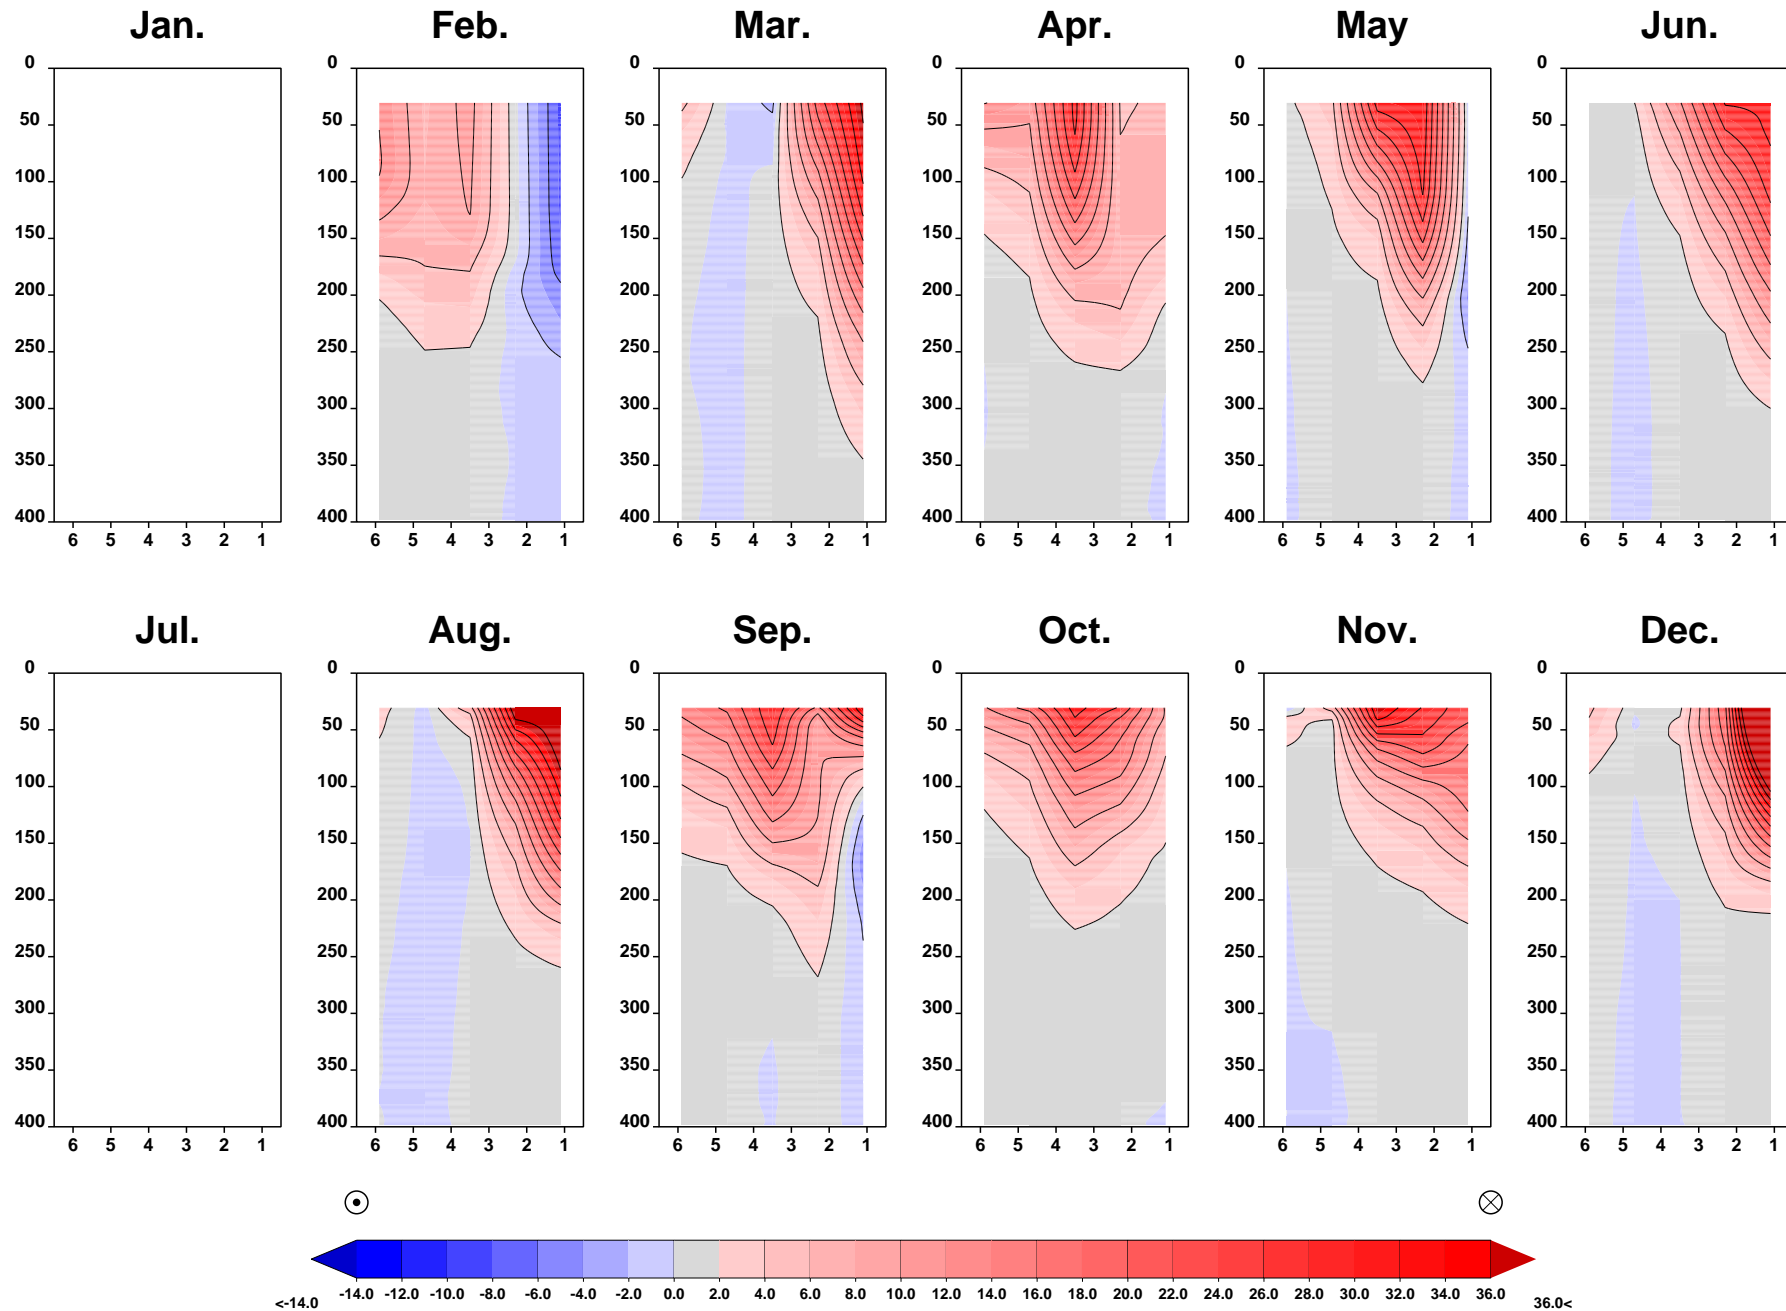 Jan. Feb. Mar. Apr. May Jun.
0 0 0 0 0 0
50 50 50 50 50 50
100 100 100 100 100 100
150 150 150 150 150 150
200 200 200 200 200 200
250 250 250 250 250 250
300 300 300 300 300 300
350 350 350 350 350 350
400 400 400 400 400 400
6 5 4 3 2 1 6 5 4 3 2 1 6 5 4 3 2 1 6 5 4 3 2 1 6 5 4 3 2 1 6 5 4 3 2 1
Jul. Aug. Sep. Oct. Nov. Dec.
0 0 0 0 0 0
50 50 50 50 50 50
100 100 100 100 100 100
150 150 150 150 150 150
200 200 200 200 200 200
250 250 250 250 250 250
300 300 300 300 300 300
350 350 350 350 350 350
400 400 400 400 400 400
6 5 4 3 2 1 6 5 4 3 2 1 6 5 4 3 2 1 6 5 4 3 2 1 6 5 4 3 2 1 6 5 4 3 2 1
-14.0 -12.0 -10.0 -8.0 -6.0 -4.0 -2.0 0.0 2.0 4.0 6.0 8.0 10.0 12.0 14.0 16.0 18.0 20.0 22.0 24.0 26.0 28.0 30.0 32.0 34.0 36.0
<-14.0 36.0<